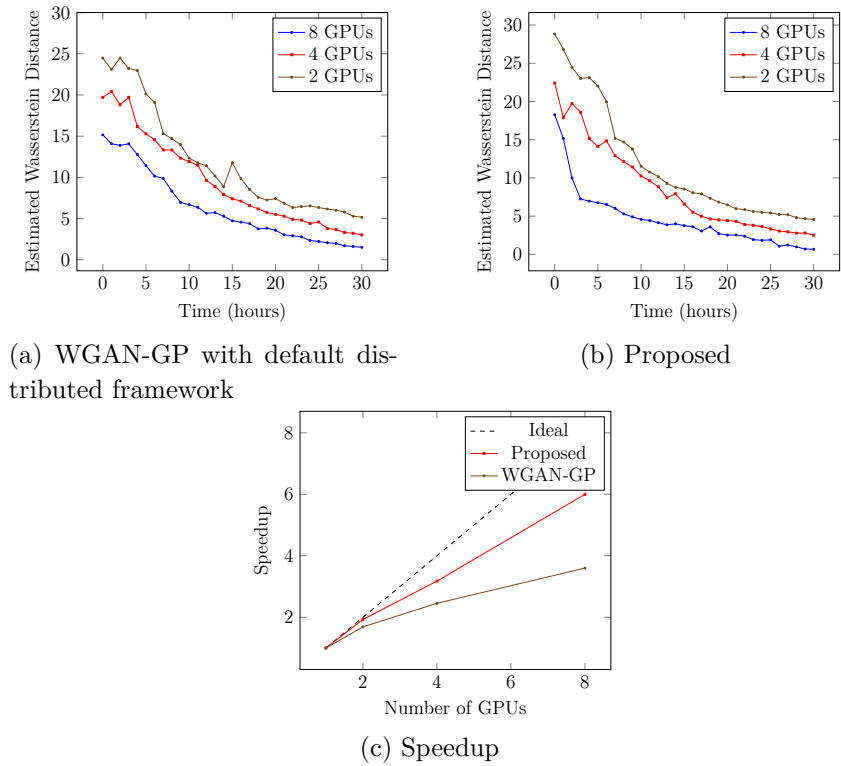 30
25
20
15
10
5
0
Estimated Wasserstein Distance
8 GPUs
4 GPUs
2 GPUs
0 5 10 15 20 25 30
Time (hours)
(a) WGAN-GP with default dis-
tributed framework
30
25
20
15
10
5
0
Estimated Wasserstein Distance
8 GPUs
4 GPUs
2 GPUs
0 5 10 15 20 25 30
Time (hours)
(b) Proposed
8
6
4
2
Speedup
Ideal
Proposed
WGAN-GP
2 4 6 8
Number of GPUs
(c) Speedup